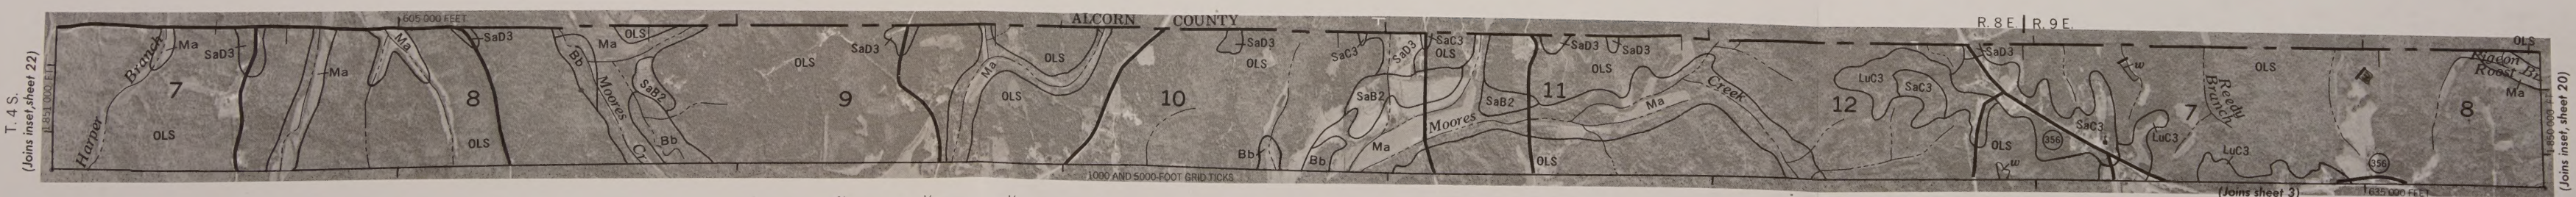 605 000 FEET
ALCORN COUNTY
R. 8 E. | R. 9 E.
T. 4 S.
(Joins inset, sheet 22)
Harper Branch
Ma
SaD3
7
OLS
Ma
Ma
SaD3
8
OLS
Bb
Ma
OLS
SaB2
Moores
Cr
Bb
OLS
SaD3
9
Ma
OLS
OLS
10
SaD3
OLS
Bb
Bb
SaC3
SaD3
SaC3
OLS
SaB2
Ma
Moores Creek
SaB2
11
SaD3
SaD3
OLS
Ma
OLS
12
LuC3
SaC3
SaD3
OLS
356
w
w
SaC3
LuC3
7
Reedy Branch
LuC3
OLS
356
8
OLS
Roost Br
Ma
1000 AND 5000-FOOT GRID TICKS
(Joins sheet 3)
635 000 FEET
(Joins inset, sheet 20)